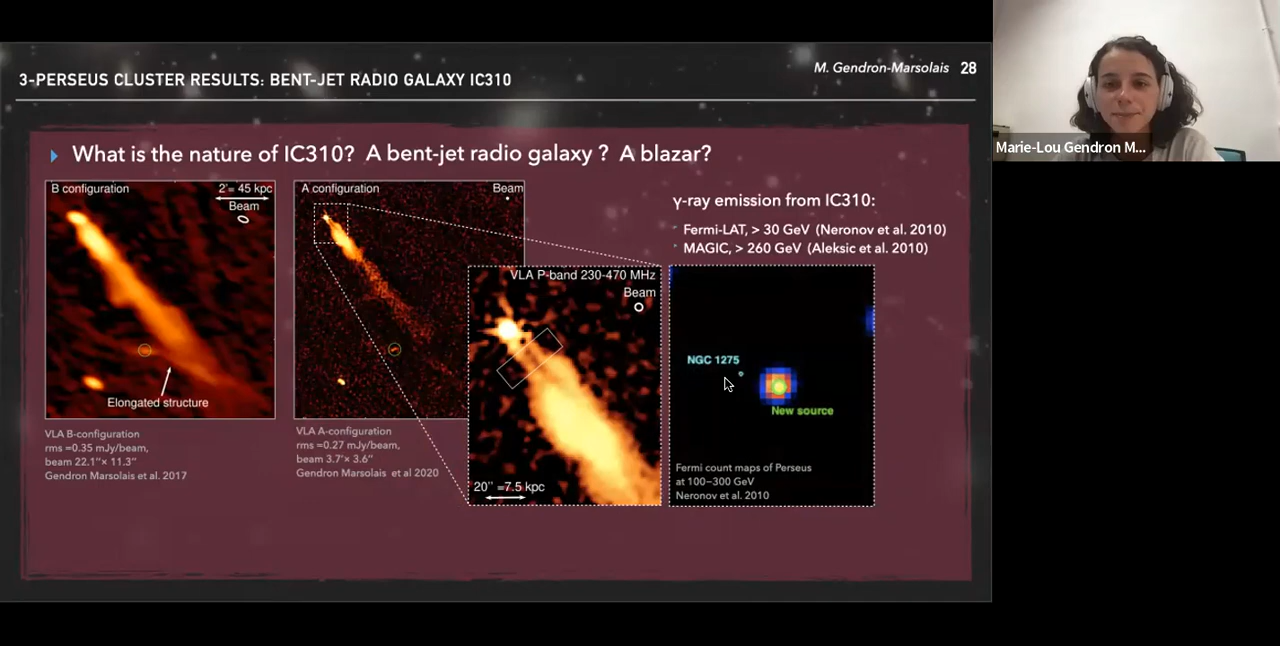 3-PERSEUS CLUSTER RESULTS: BENT-JET RADIO GALAXY IC310
M. Gendron-Marsolais 28
What is the nature of IC310? A bent-jet radio galaxy ? A blazar?
B configuration
2'= 45 kpc
Beam
Elongated structure
VLA B-configuration
rms =0.35 mJy/beam,
beam 22.1''× 11.3''
Gendron Marsolais et al. 2017
A configuration
Beam
VLA A-configuration
rms =0.27 mJy/beam,
beam 3.7'× 3.6''
Gendron Marsolais et al 2020
VLA P-band 230-470 MHz
Beam
20'' =7.5 kpc
γ-ray emission from IC310:
Fermi-LAT, > 30 GeV (Neronov et al. 2010)
MAGIC, > 260 GeV (Aleksic et al. 2010)
NGC 1275
New source
Fermi count maps of Perseus
at 100–300 GeV
Neronov et al. 2010
Marie-Lou Gendron M...